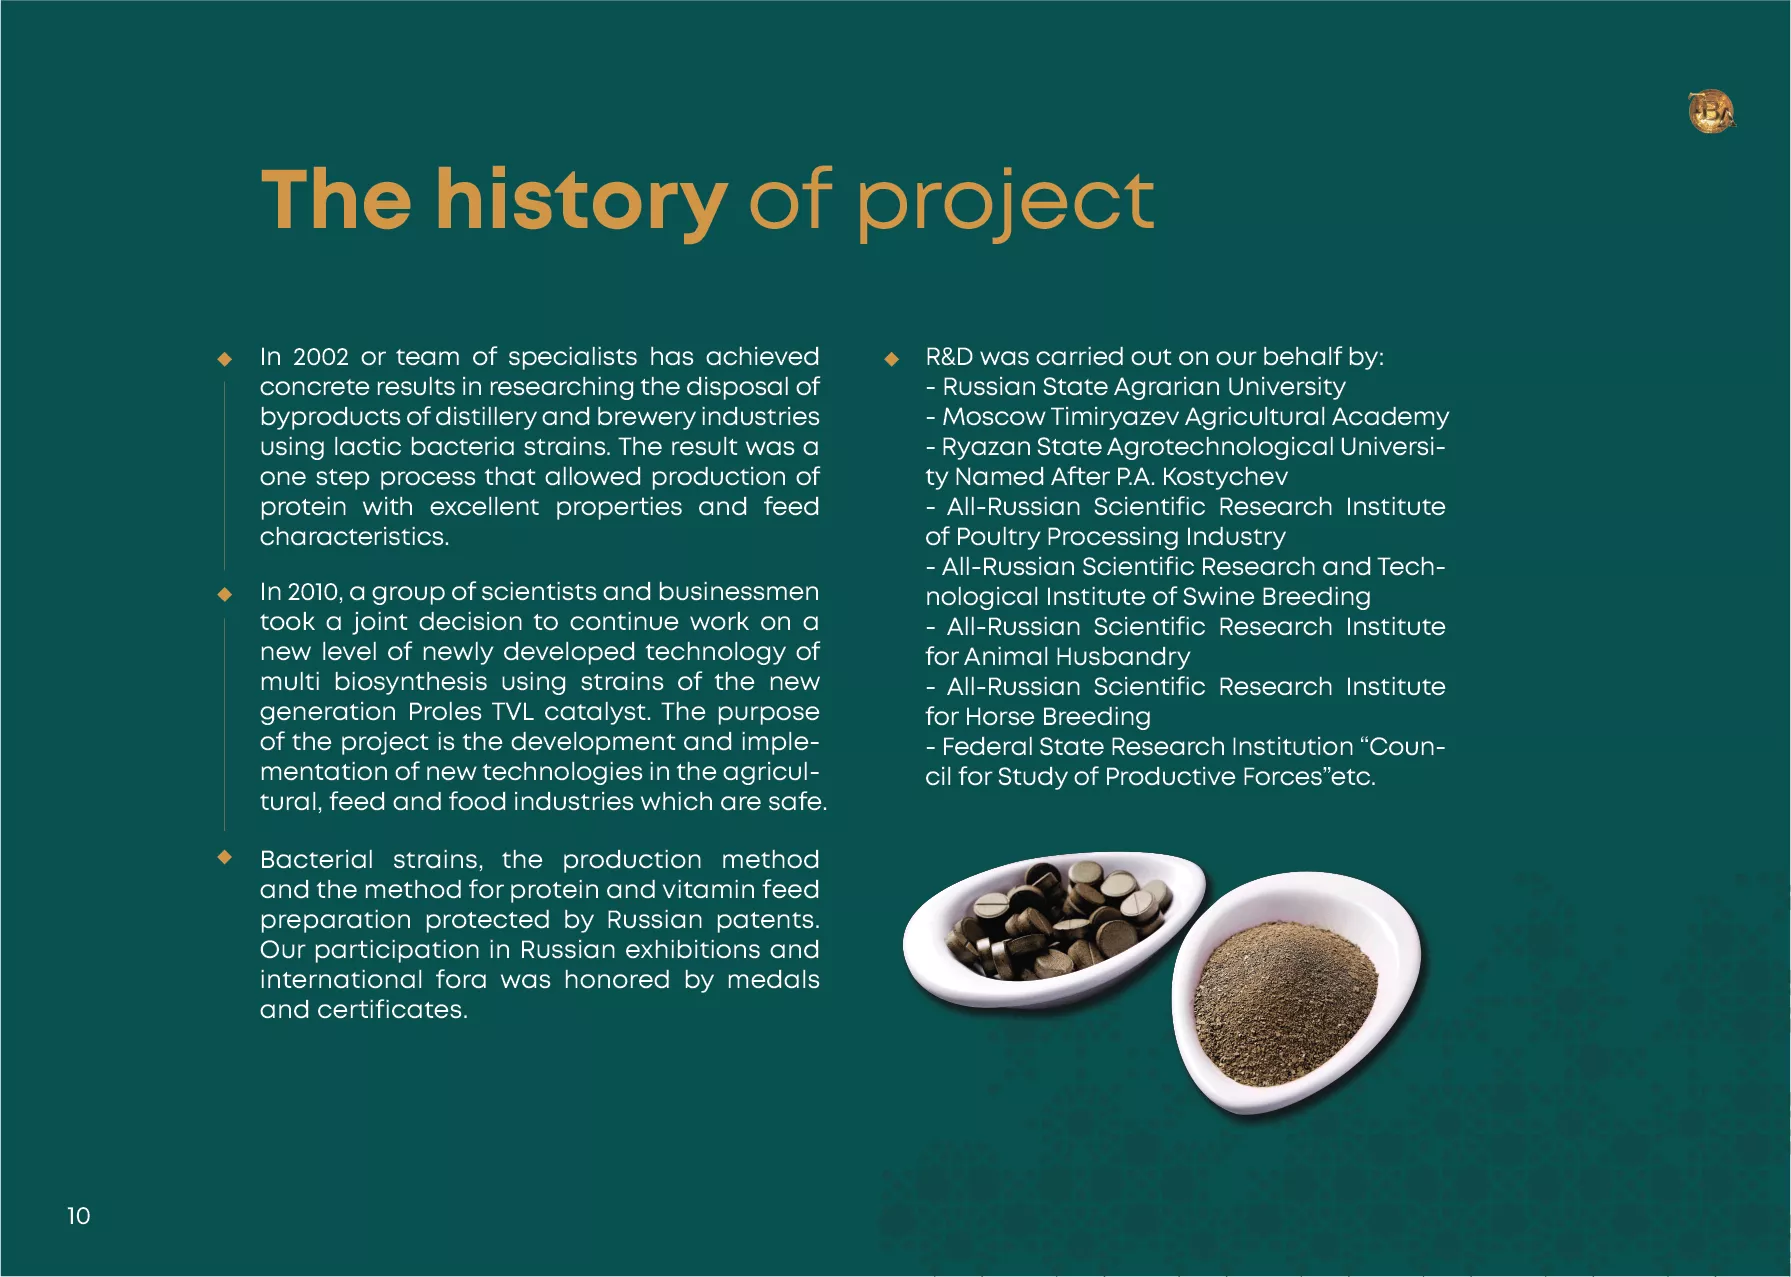 The history of project
In 2002 or team of specialists has achieved
concrete results in researching the disposal of
byproducts of distillery and brewery industries
using lactic bacteria strains. The result was a
one step process that allowed production of
protein with excellent properties and feed
characteristics.
In 2010, a group of scientists and businessmen
took a joint decision to continue work on a
new level of newly developed technology of
multi biosynthesis using strains of the new
generation Proles TVL catalyst. The purpose
of the project is the development and imple-
mentation of new technologies in the agricul-
tural, feed and food industries which are safe.
Bacterial strains, the production method
and the method for protein and vitamin feed
preparation protected by Russian patents.
Our participation in Russian exhibitions and
international fora was honored by medals
and certificates.
R&D was carried out on our behalf by:
- Russian State Agrarian University
- Moscow Timiryazev Agricultural Academy
- Ryazan State Agrotechnological Universi-
ty Named After P.A. Kostychev
- All-Russian Scientific Research Institute
of Poultry Processing Industry
- All-Russian Scientific Research and Tech-
nological Institute of Swine Breeding
- All-Russian Scientific Research Institute
for Animal Husbandry
- All-Russian Scientific Research Institute
for Horse Breeding
- Federal State Research Institution “Coun-
cil for Study of Productive Forces”etc.
10